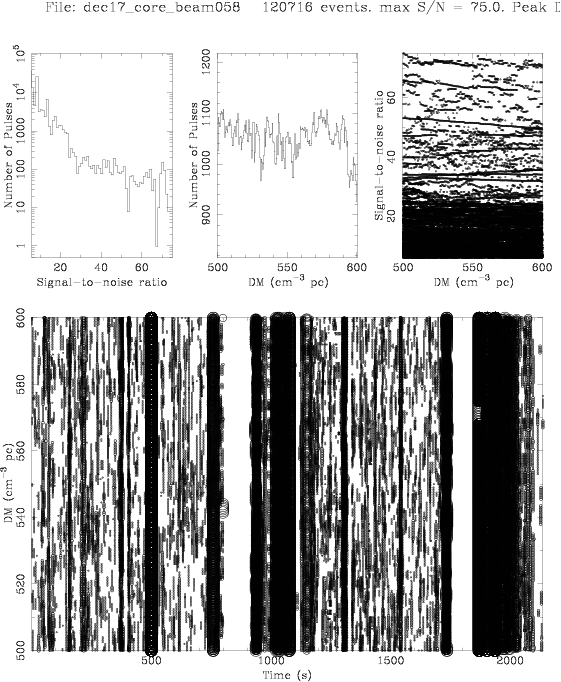 File: dec17_core_beam058 120716 events. max S/N = 75.0. Peak D
Number of Pulses
1 10 100 1000 10⁴ 10⁵
20 40 60
Signal-to-noise ratio
Number of Pulses
900 1000 1100 1200
500 550 600
DM (cm⁻³ pc)
Signal-to-noise ratio
20 40 60
500 550 600
DM (cm⁻³ pc)
DM (cm⁻³ pc)
500 520 540 560 580 600
500 1000 1500 2000
Time (s)